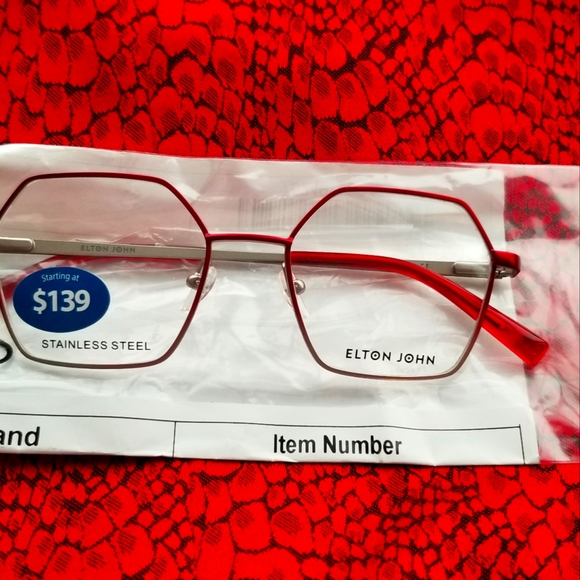 ELTON JOHN
Starting at
$139
STAINLESS STEEL
ELTON JOHN
and
Item Number